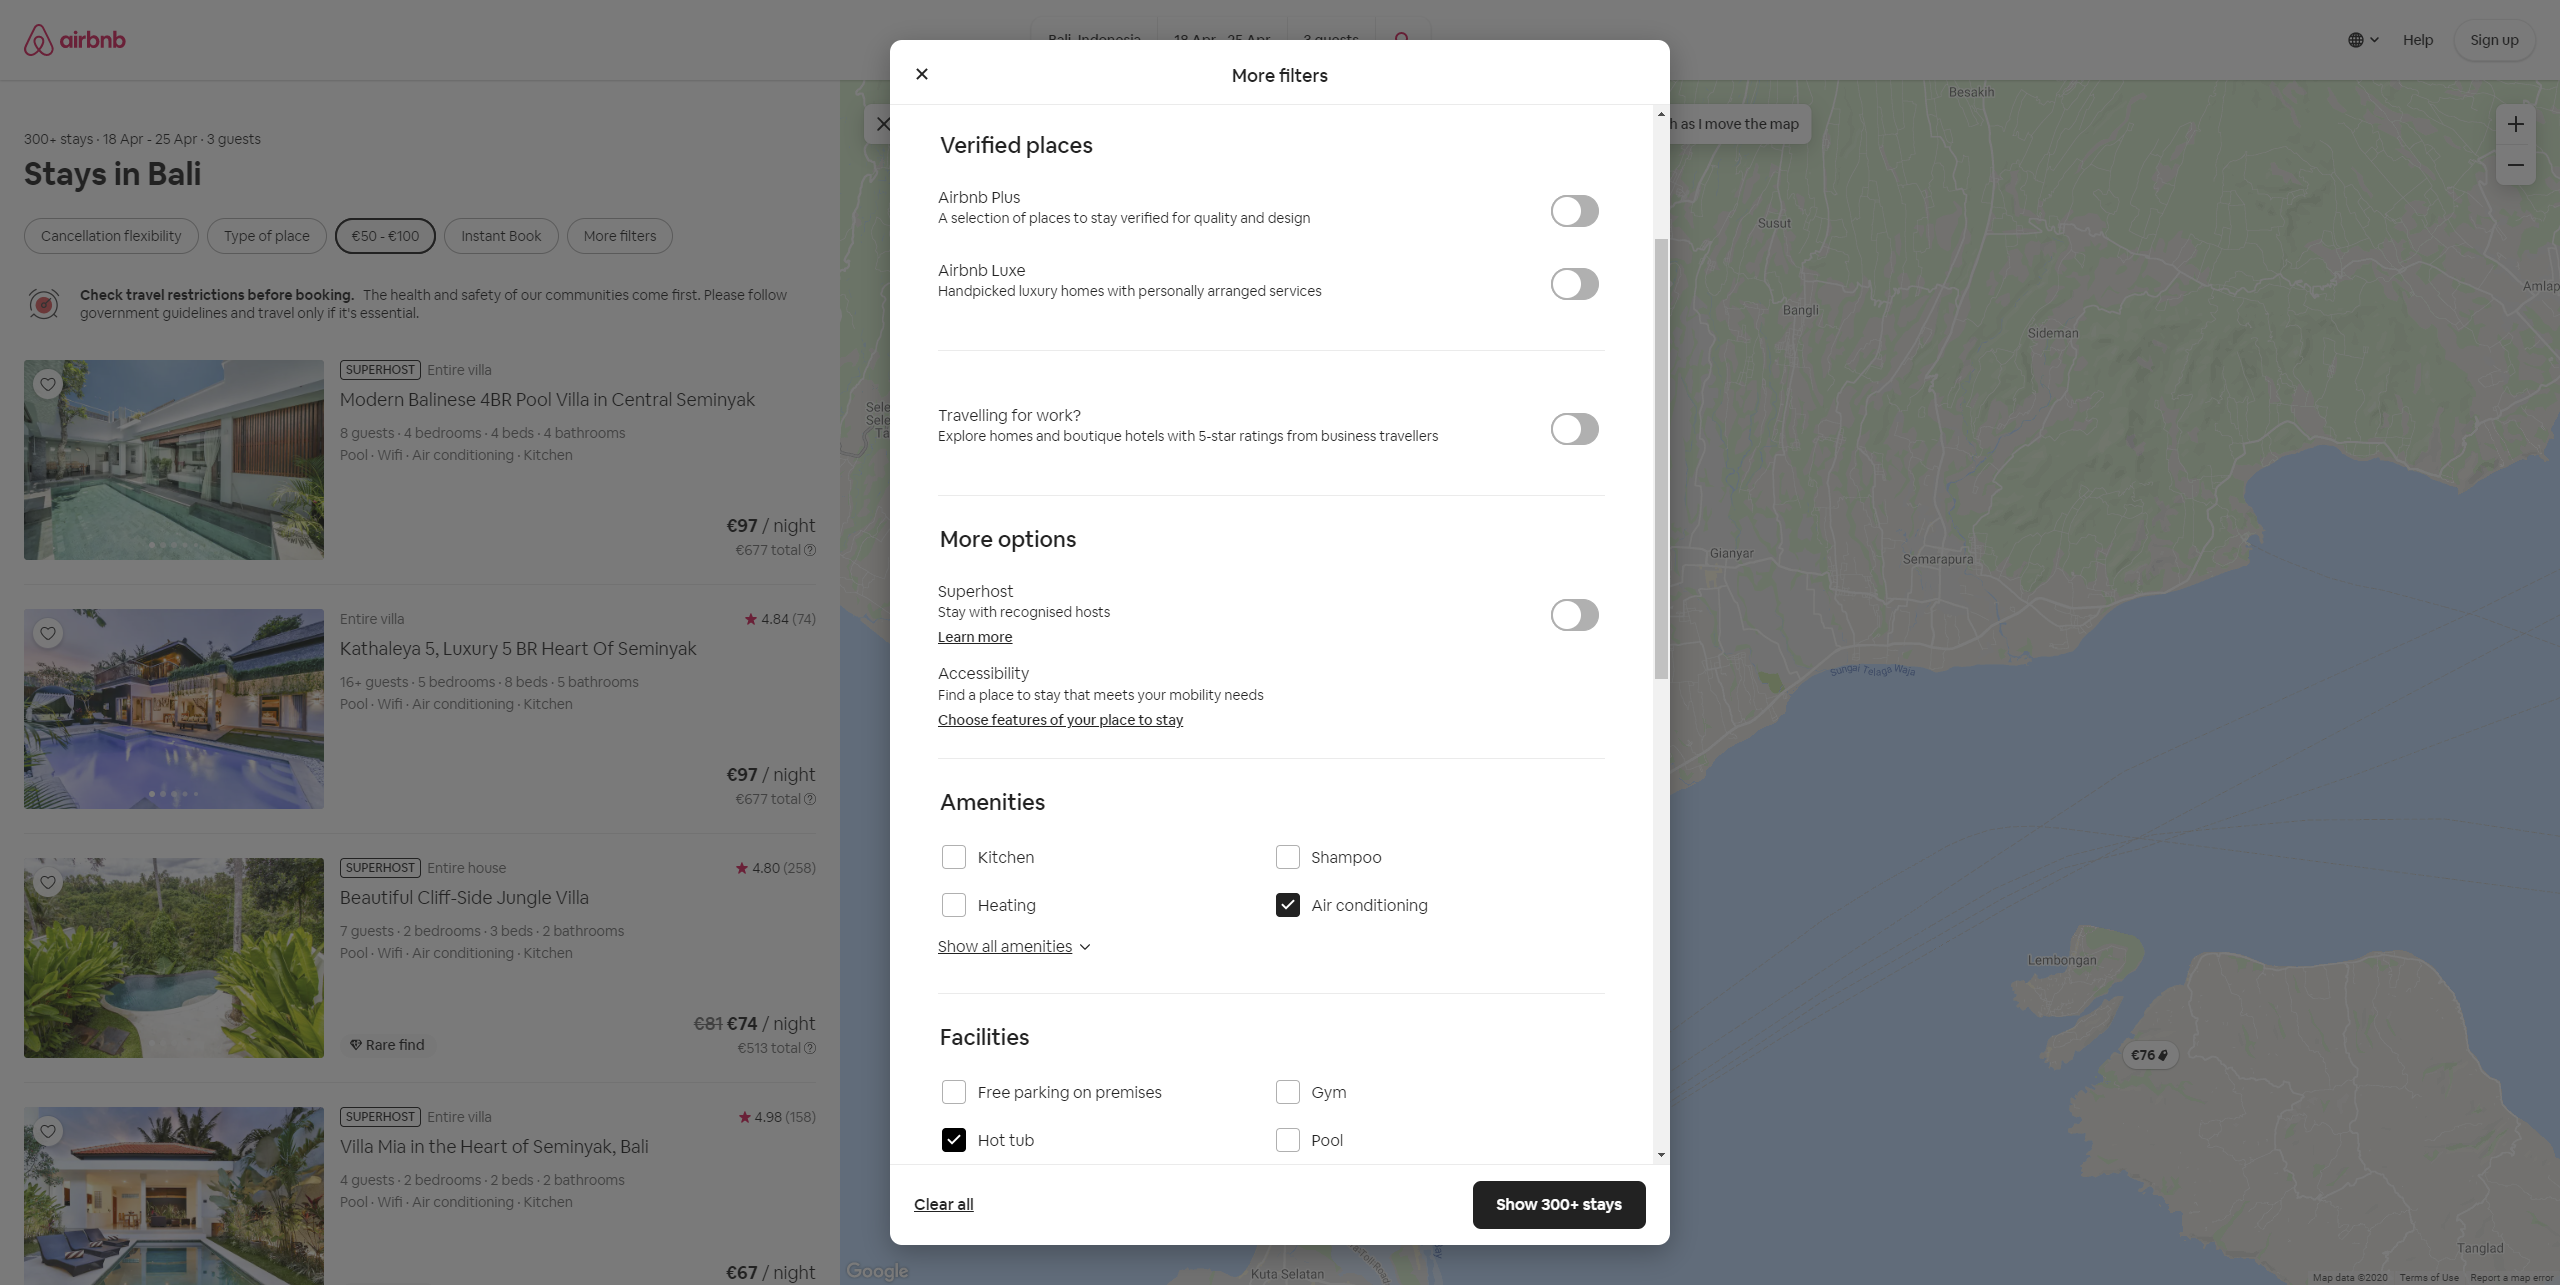 airbnb
Bali, Indonesia
18 Apr - 25 Apr
3 guests
Help
Sign up
300+ stays · 18 Apr - 25 Apr · 3 guests
Stays in Bali
Cancellation flexibility
Type of place
€50 - €100
Instant Book
More filters
Check travel restrictions before booking. The health and safety of our communities come first. Please follow
government guidelines and travel only if it's essential.
SUPERHOST Entire villa
Modern Balinese 4BR Pool Villa in Central Seminyak
8 guests · 4 bedrooms · 4 beds · 4 bathrooms
Pool · Wifi · Air conditioning · Kitchen
€97 / night
€677 total
Entire villa
4.84 (74)
Kathaleya 5, Luxury 5 BR Heart Of Seminyak
16+ guests · 5 bedrooms · 8 beds · 5 bathrooms
Pool · Wifi · Air conditioning · Kitchen
€97 / night
€677 total
SUPERHOST Entire house
4.80 (258)
Beautiful Cliff-Side Jungle Villa
7 guests · 2 bedrooms · 3 beds · 2 bathrooms
Pool · Wifi · Air conditioning · Kitchen
€81 €74 / night
Rare find
€513 total
SUPERHOST Entire villa
4.98 (158)
Villa Mia in the Heart of Seminyak, Bali
4 guests · 2 bedrooms · 2 beds · 2 bathrooms
Pool · Wifi · Air conditioning · Kitchen
€67 / night
More filters
Verified places
Airbnb Plus
A selection of places to stay verified for quality and design
Airbnb Luxe
Handpicked luxury homes with personally arranged services
Travelling for work?
Explore homes and boutique hotels with 5-star ratings from business travellers
More options
Superhost
Stay with recognised hosts
Learn more
Accessibility
Find a place to stay that meets your mobility needs
Choose features of your place to stay
Amenities
Kitchen
Shampoo
Heating
Air conditioning
Show all amenities
Facilities
Free parking on premises
Gym
Hot tub
Pool
Clear all
Show 300+ stays
h as I move the map
Besakih
Susut
Bangli
Amlap
Sideman
Sele
Sele
Ta
Gianyar
Semarapura
Sungai Telaga Waja
Lembongan
€76
Tanglad
Kuta Selatan
Google
Map data ©2020
Terms of Use
Report a map error